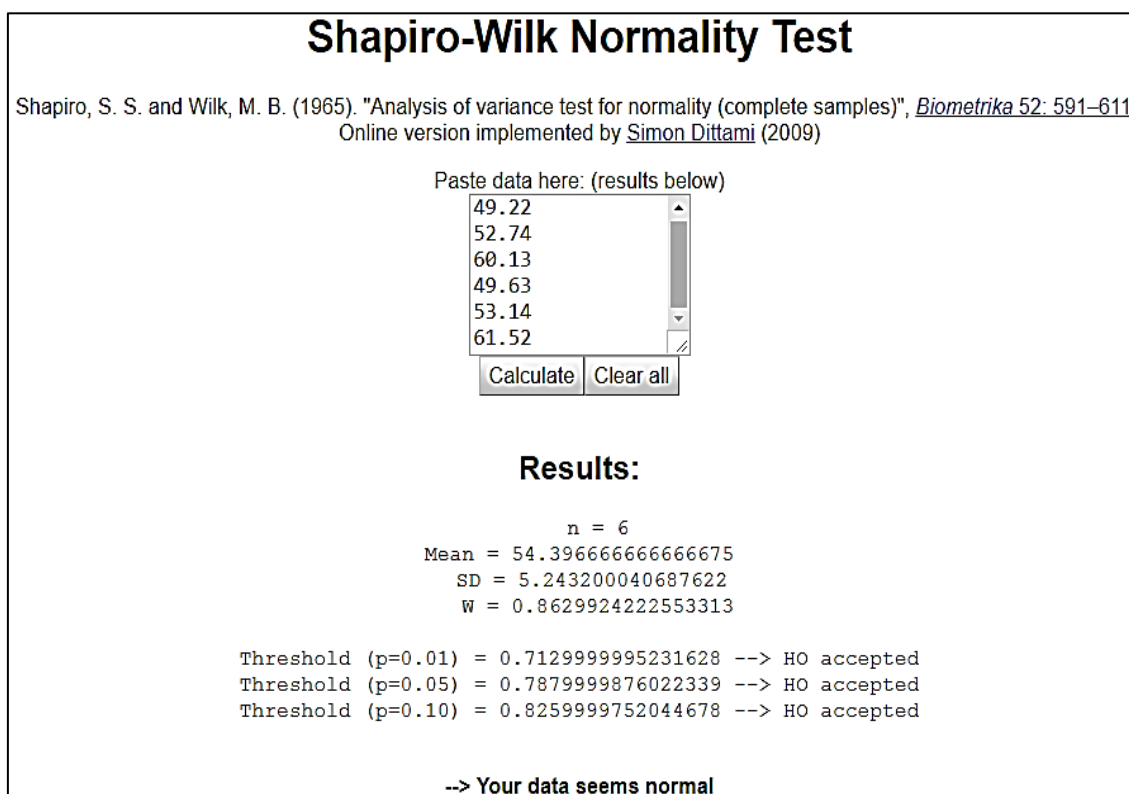 Shapiro-Wilk Normality Test
Shapiro, S. S. and Wilk, M. B. (1965). "Analysis of variance test for normality (complete samples)", Biometrika 52: 591–611
Online version implemented by Simon Dittami (2009)
Paste data here: (results below)
49.22
52.74
60.13
49.63
53.14
61.52
Calculate Clear all
Results:
n = 6
Mean = 54.396666666666675
SD = 5.243200040687622
W = 0.8629924222553313
Threshold (p=0.01) = 0.7129999995231628 --> HO accepted
Threshold (p=0.05) = 0.7879999876022339 --> HO accepted
Threshold (p=0.10) = 0.8259999752044678 --> HO accepted
--> Your data seems normal